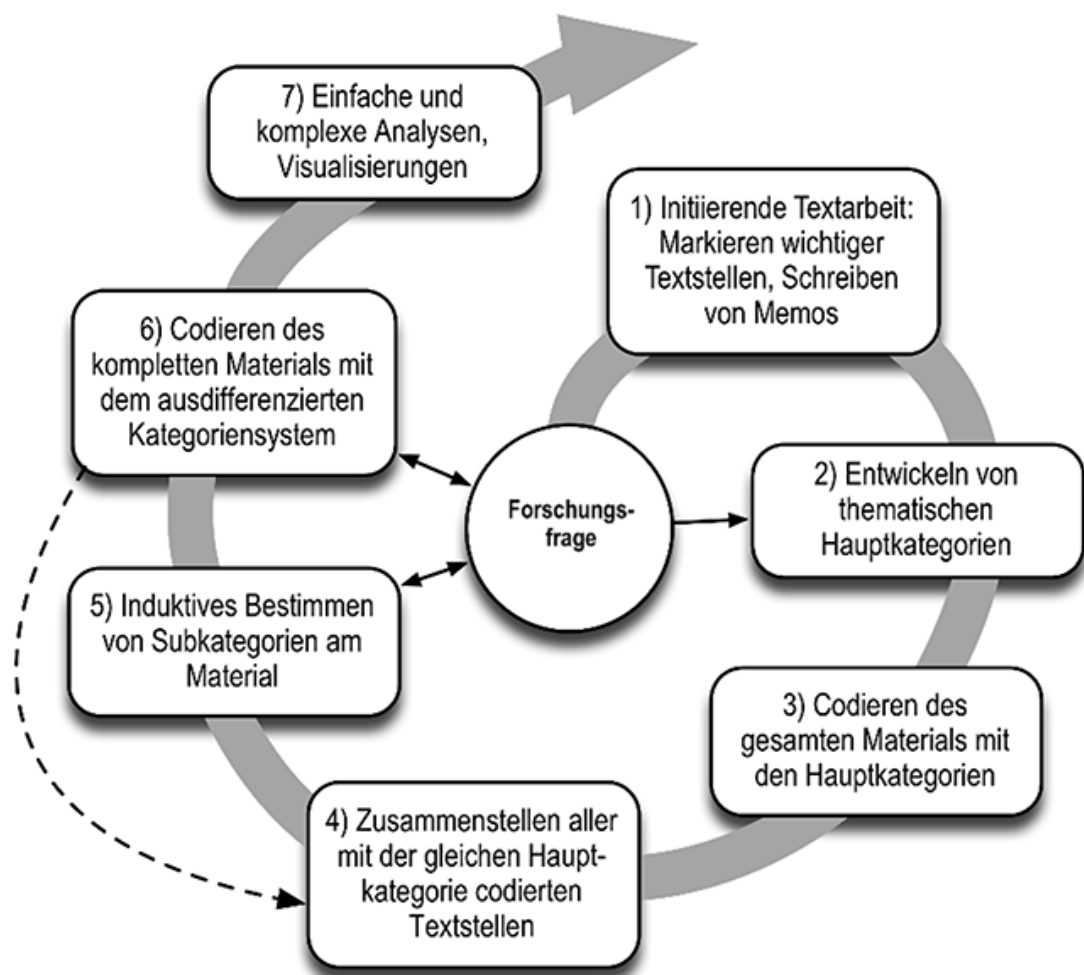 7) Einfache und
komplexe Analysen,
Visualisierungen
1) Initiierende Textarbeit:
Markieren wichtiger
Textstellen, Schreiben
von Memos
6) Codieren des
kompletten Materials mit
dem ausdifferenzierten
Kategoriensystem
Forschungs-
frage
2) Entwickeln von
thematischen
Hauptkategorien
5) Induktives Bestimmen
von Subkategorien am
Material
3) Codieren des
gesamten Materials mit
den Hauptkategorien
4) Zusammenstellen aller
mit der gleichen Haupt-
kategorie codierten
Textstellen